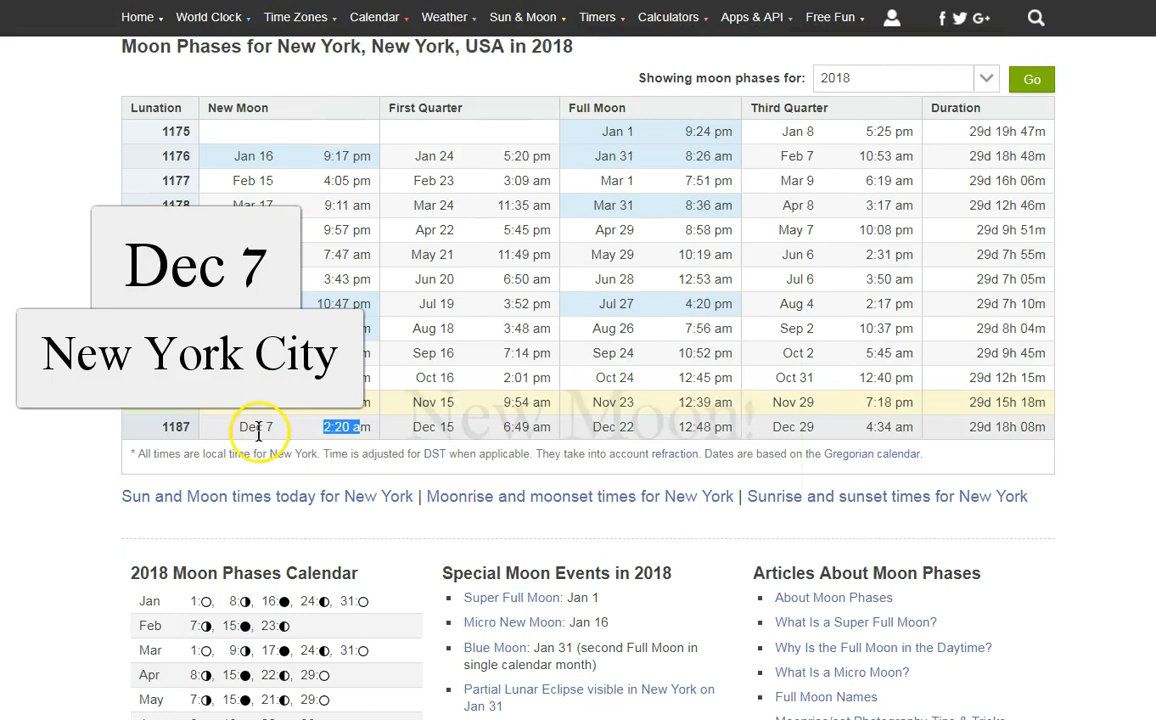 Home World Clock Time Zones Calendar Weather Sun & Moon Timers Calculators Apps & API Free Fun
Moon Phases for New York, New York, USA in 2018
Showing moon phases for: 2018 Go
Lunation New Moon First Quarter Full Moon Third Quarter Duration
1175 Jan 1 9:24 pm Jan 8 5:25 pm 29d 19h 47m
1176 Jan 16 9:17 pm Jan 24 5:20 pm Jan 31 8:26 am Feb 7 10:53 am 29d 18h 48m
1177 Feb 15 4:05 pm Feb 23 3:09 am Mar 1 7:51 pm Mar 9 6:19 am 29d 16h 06m
1178 Mar 17 9:11 am Mar 24 11:35 am Mar 31 8:36 am Apr 8 3:17 am 29d 12h 46m
9:57 pm Apr 22 5:45 pm Apr 29 8:58 pm May 7 10:08 pm 29d 9h 51m
7:47 am May 21 11:49 pm May 29 10:19 am Jun 6 2:31 pm 29d 7h 55m
3:43 pm Jun 20 6:50 am Jun 28 12:53 am Jul 6 3:50 am 29d 7h 05m
10:47 pm Jul 19 3:52 pm Jul 27 4:20 pm Aug 4 2:17 pm 29d 7h 10m
Aug 18 3:48 am Aug 26 7:56 am Sep 2 10:37 pm 29d 8h 04m
Sep 16 7:14 pm Sep 24 10:52 pm Oct 2 5:45 am 29d 9h 45m
Oct 16 2:01 pm Oct 24 12:45 pm Oct 31 12:40 pm 29d 12h 15m
Nov 15 9:54 am Nov 23 12:39 am Nov 29 7:18 pm 29d 15h 18m
1187 Dec 7 2:20 am Dec 15 6:49 am Dec 22 12:48 pm Dec 29 4:34 am 29d 18h 08m
Dec 7
New York City
New Moon!
* All times are local time for New York. Time is adjusted for DST when applicable. They take into account refraction. Dates are based on the Gregorian calendar.
Sun and Moon times today for New York | Moonrise and moonset times for New York | Sunrise and sunset times for New York
2018 Moon Phases Calendar
Jan 1: 8: 16: 24: 31:
Feb 7: 15: 23:
Mar 1: 9: 17: 24: 31:
Apr 8: 15: 22: 29:
May 7: 15: 21: 29:
Special Moon Events in 2018
Super Full Moon: Jan 1
Micro New Moon: Jan 16
Blue Moon: Jan 31 (second Full Moon in
single calendar month)
Partial Lunar Eclipse visible in New York on
Jan 31
Articles About Moon Phases
About Moon Phases
What Is a Super Full Moon?
Why Is the Full Moon in the Daytime?
What Is a Micro Moon?
Full Moon Names